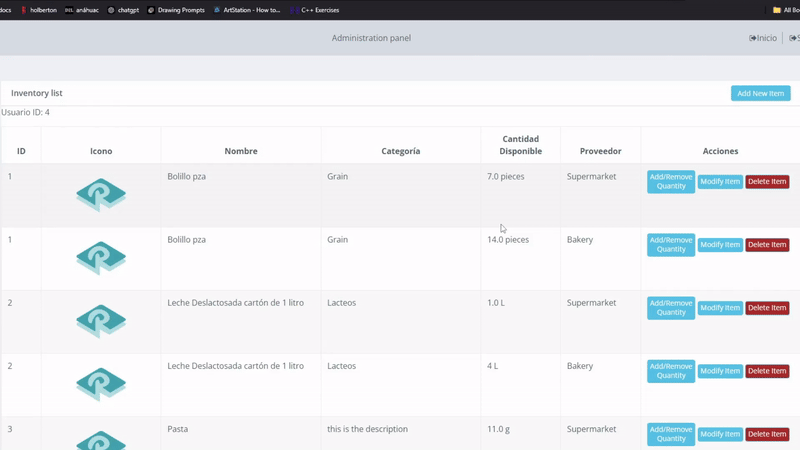 docs holberton anáhuac chatgpt Drawing Prompts ArtStation - How to... C++ Exercises All Bo
Administration panel Inicio S
Inventory list Add New Item
Usuario ID: 4
ID Icono Nombre Categoría Cantidad Disponible Proveedor Acciones
1 Bolillo pza Grain 7.0 pieces Supermarket Add/Remove Quantity Modify Item Delete Item
1 Bolillo pza Grain 14.0 pieces Bakery Add/Remove Quantity Modify Item Delete Item
2 Leche Deslactosada cartón de 1 litro Lacteos 1.0 L Supermarket Add/Remove Quantity Modify Item Delete Item
2 Leche Deslactosada cartón de 1 litro Lacteos 4 L Bakery Add/Remove Quantity Modify Item Delete Item
3 Pasta this is the description 11.0 g Supermarket Add/Remove Quantity Modify Item Delete Item